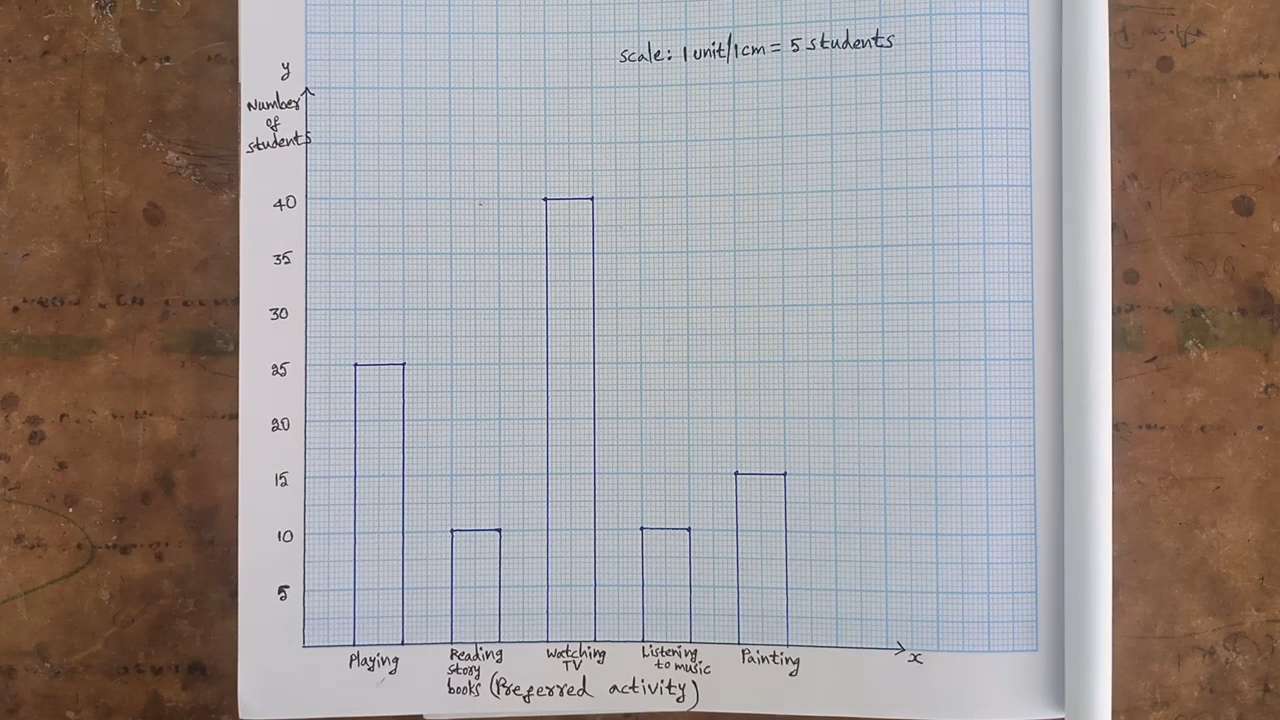 scale: 1 unit/1cm = 5 students
y
Number
of
students
40
35
30
25
20
15
10
5
Playing
Reading
story
books
Watching
TV
Listening
to music
Painting
x
(Preferred activity)